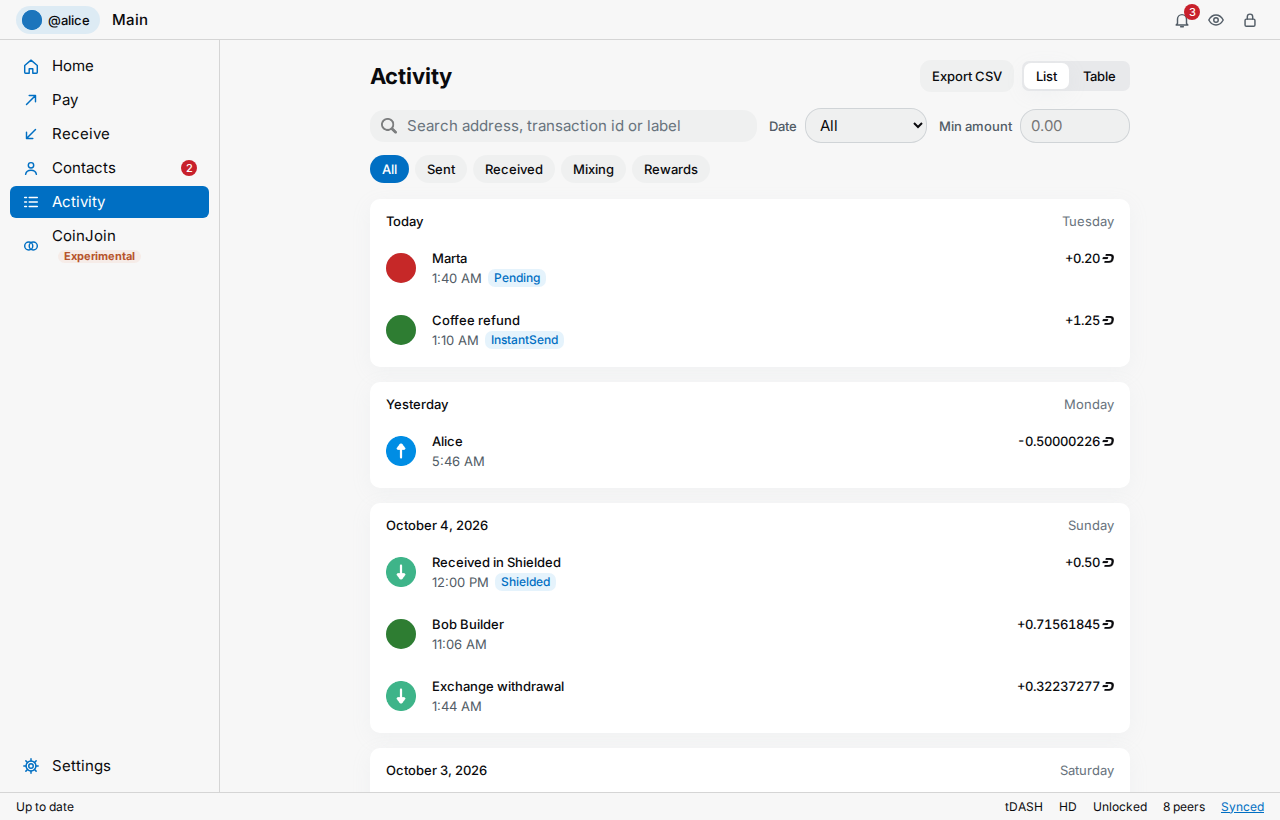 @alice Main 3
Home
Pay
Receive
Contacts 2
Activity
CoinJoin
Experimental
Settings
Activity
Export CSV List Table
Search address, transaction id or label Date All Min amount 0.00
All Sent Received Mixing Rewards
Today Tuesday
Marta +0.20
1:40 AM Pending
Coffee refund +1.25
1:10 AM InstantSend
Yesterday Monday
Alice -0.50000226
5:46 AM
October 4, 2026 Sunday
Received in Shielded +0.50
12:00 PM Shielded
Bob Builder +0.71561845
11:06 AM
Exchange withdrawal +0.32237277
1:44 AM
October 3, 2026 Saturday
Up to date tDASH HD Unlocked 8 peers Synced